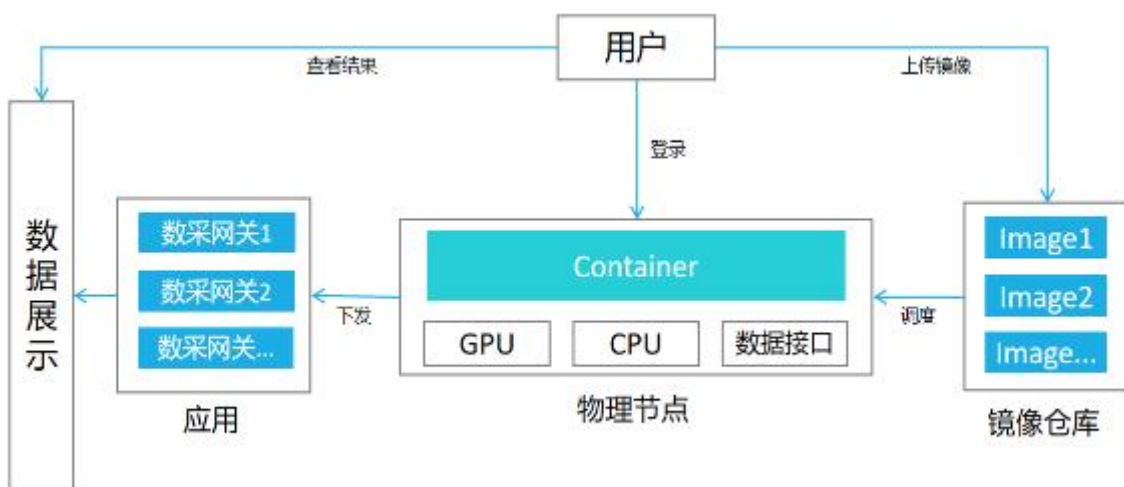 用户
查看结果
上传镜像
登录
数据展示
数采网关1
数采网关2
数采网关...
应用
下发
Container
GPU
CPU
数据接口
物理节点
调度
Image1
Image2
Image...
镜像仓库